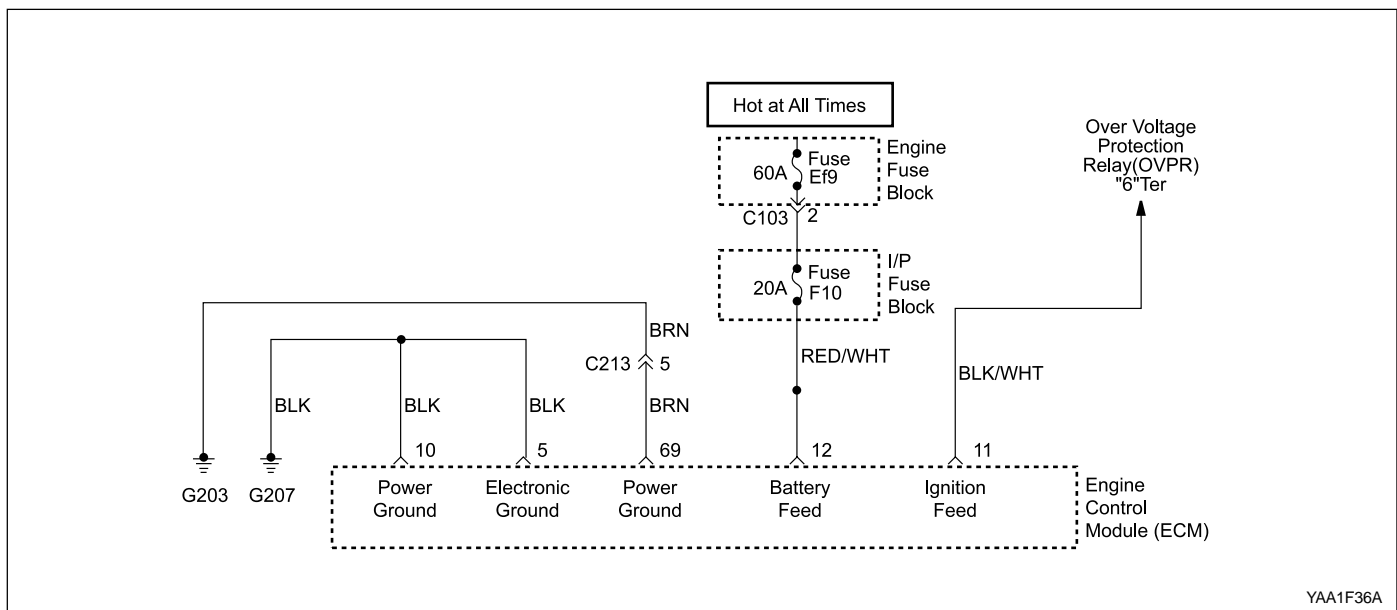 Hot at All Times
Over Voltage
Protection
Relay(OVPR)
"6"Ter
60A
Fuse
Ef9
Engine
Fuse
Block
C103 2
20A
Fuse
F10
I/P
Fuse
Block
BRN
C213 5
RED/WHT
BLK/WHT
BLK
BLK
BLK
BRN
10
5
69
12
11
G203
G207
Power
Ground
Electronic
Ground
Power
Ground
Battery
Feed
Ignition
Feed
Engine
Control
Module (ECM)
YAA1F36A